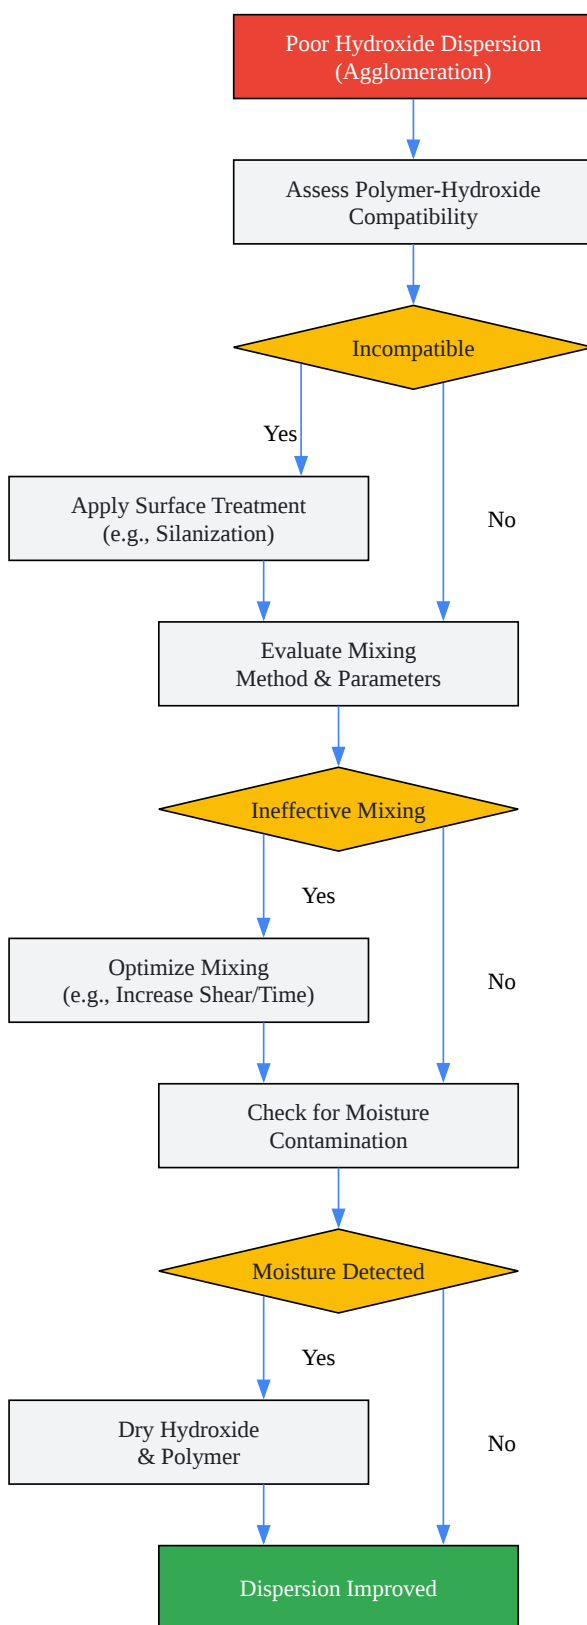 Poor Hydroxide Dispersion
(Agglomeration)
Assess Polymer-Hydroxide
Compatibility
Incompatible
Yes
Apply Surface Treatment
(e.g., Silanization)
No
Evaluate Mixing
Method & Parameters
Ineffective Mixing
Yes
Optimize Mixing
(e.g., Increase Shear/Time)
No
Check for Moisture
Contamination
Moisture Detected
Yes
Dry Hydroxide
& Polymer
No
Dispersion Improved